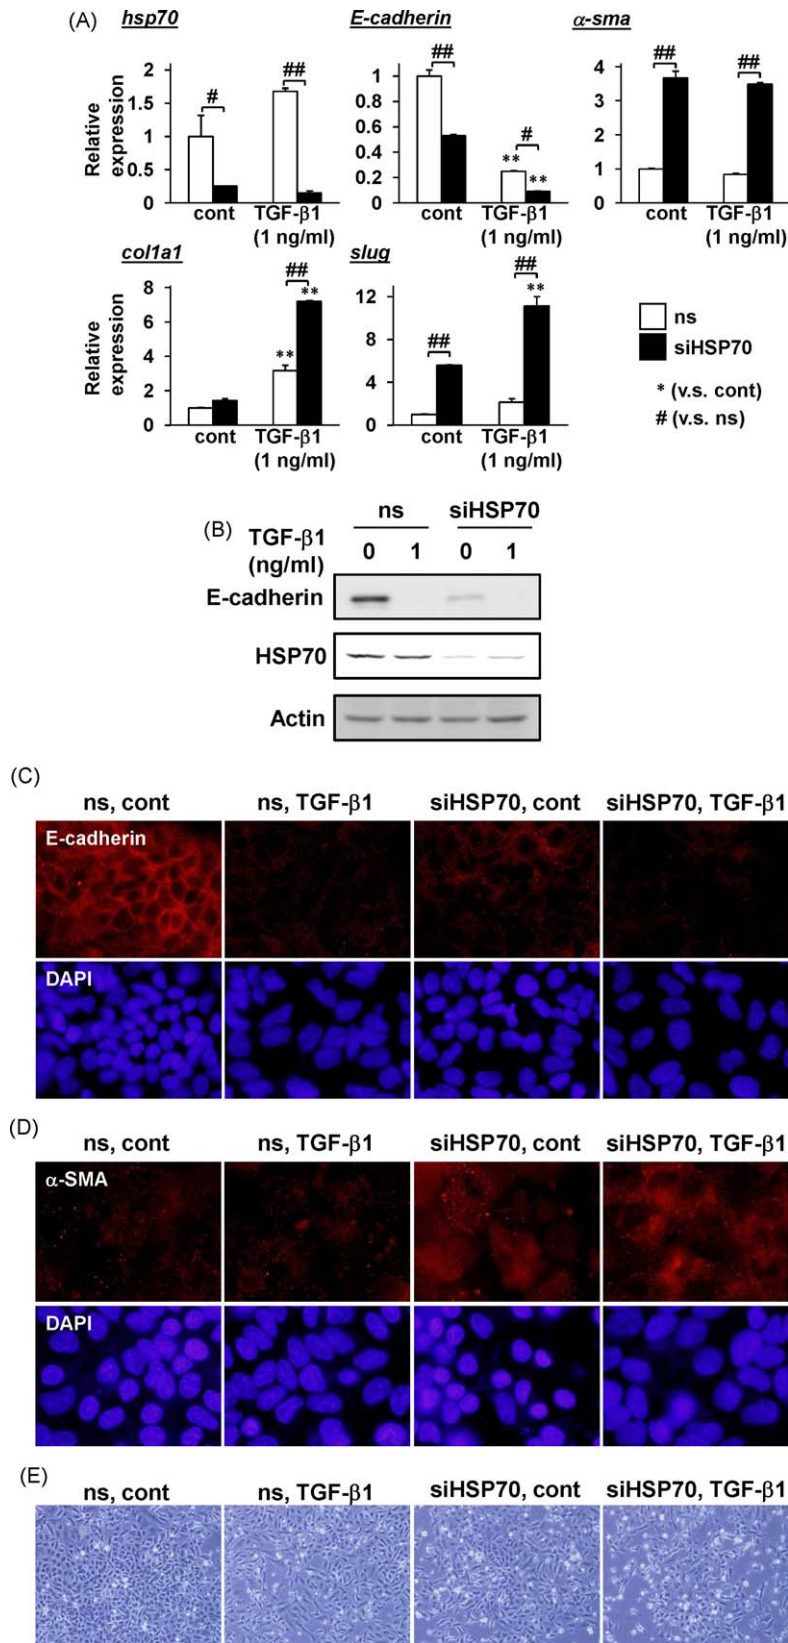 (A)
hsp70
E-cadherin
α-sma
Relative expression
2
1.5
1
0.5
0
#
##
cont
TGF-β1
(1 ng/ml)
1
0.8
0.6
0.4
0.2
0
##
**
#
**
cont
TGF-β1
(1 ng/ml)
4
3
2
1
0
##
##
cont
TGF-β1
(1 ng/ml)
col1a1
slug
Relative expression
8
6
4
2
0
**
##
**
cont
TGF-β1
(1 ng/ml)
12
8
4
0
##
##
**
cont
TGF-β1
(1 ng/ml)
ns
siHSP70
* (v.s. cont)
# (v.s. ns)
(B)
ns siHSP70
TGF-β1 (ng/ml) 0 1 0 1
E-cadherin
HSP70
Actin
(C)
ns, cont ns, TGF-β1 siHSP70, cont siHSP70, TGF-β1
E-cadherin
DAPI
(D)
ns, cont ns, TGF-β1 siHSP70, cont siHSP70, TGF-β1
α-SMA
DAPI
(E)
ns, cont ns, TGF-β1 siHSP70, cont siHSP70, TGF-β1